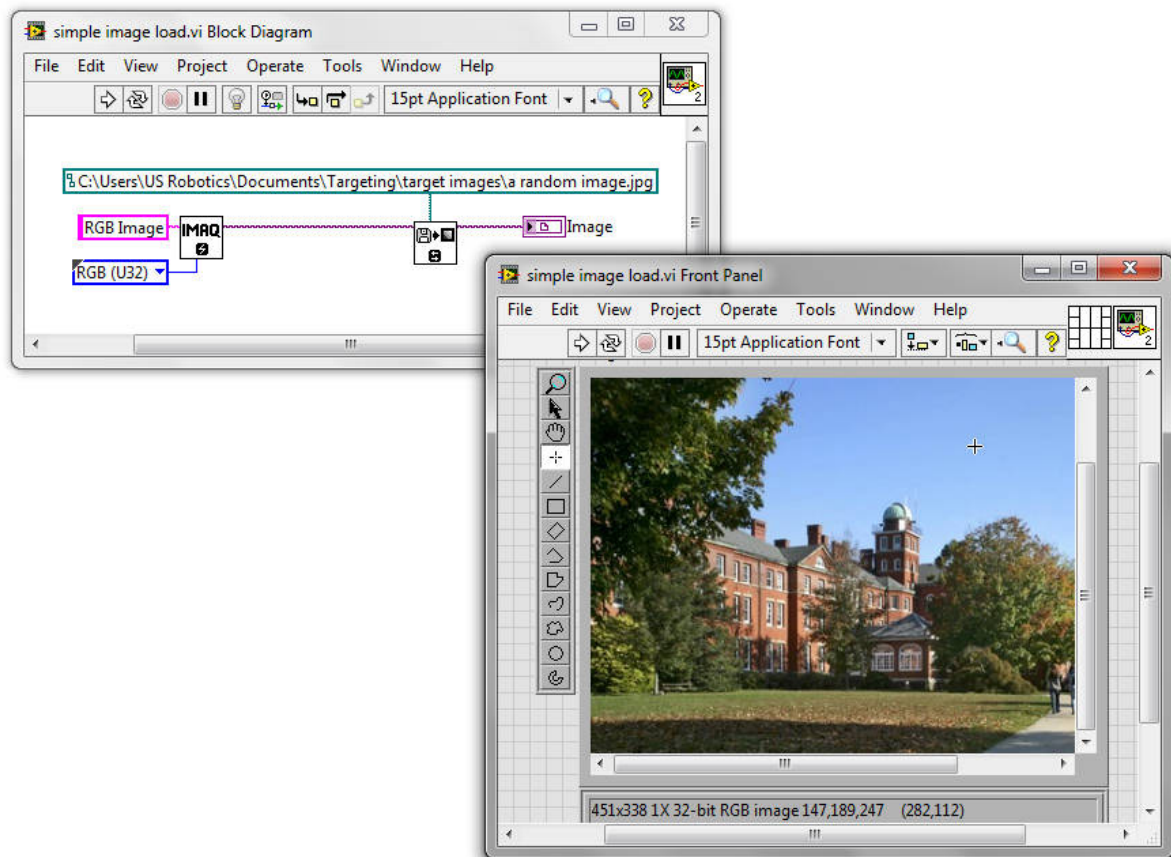 simple image load.vi Block Diagram
File Edit View Project Operate Tools Window Help
15pt Application Font
2
C:\Users\US Robotics\Documents\Targeting\target images\a random image.jpg
RGB Image
IMAQ
Image
RGB (U32)
simple image load.vi Front Panel
File Edit View Project Operate Tools Window Help
15pt Application Font
2
451x338 1X 32-bit RGB image 147,189,247 (282,112)